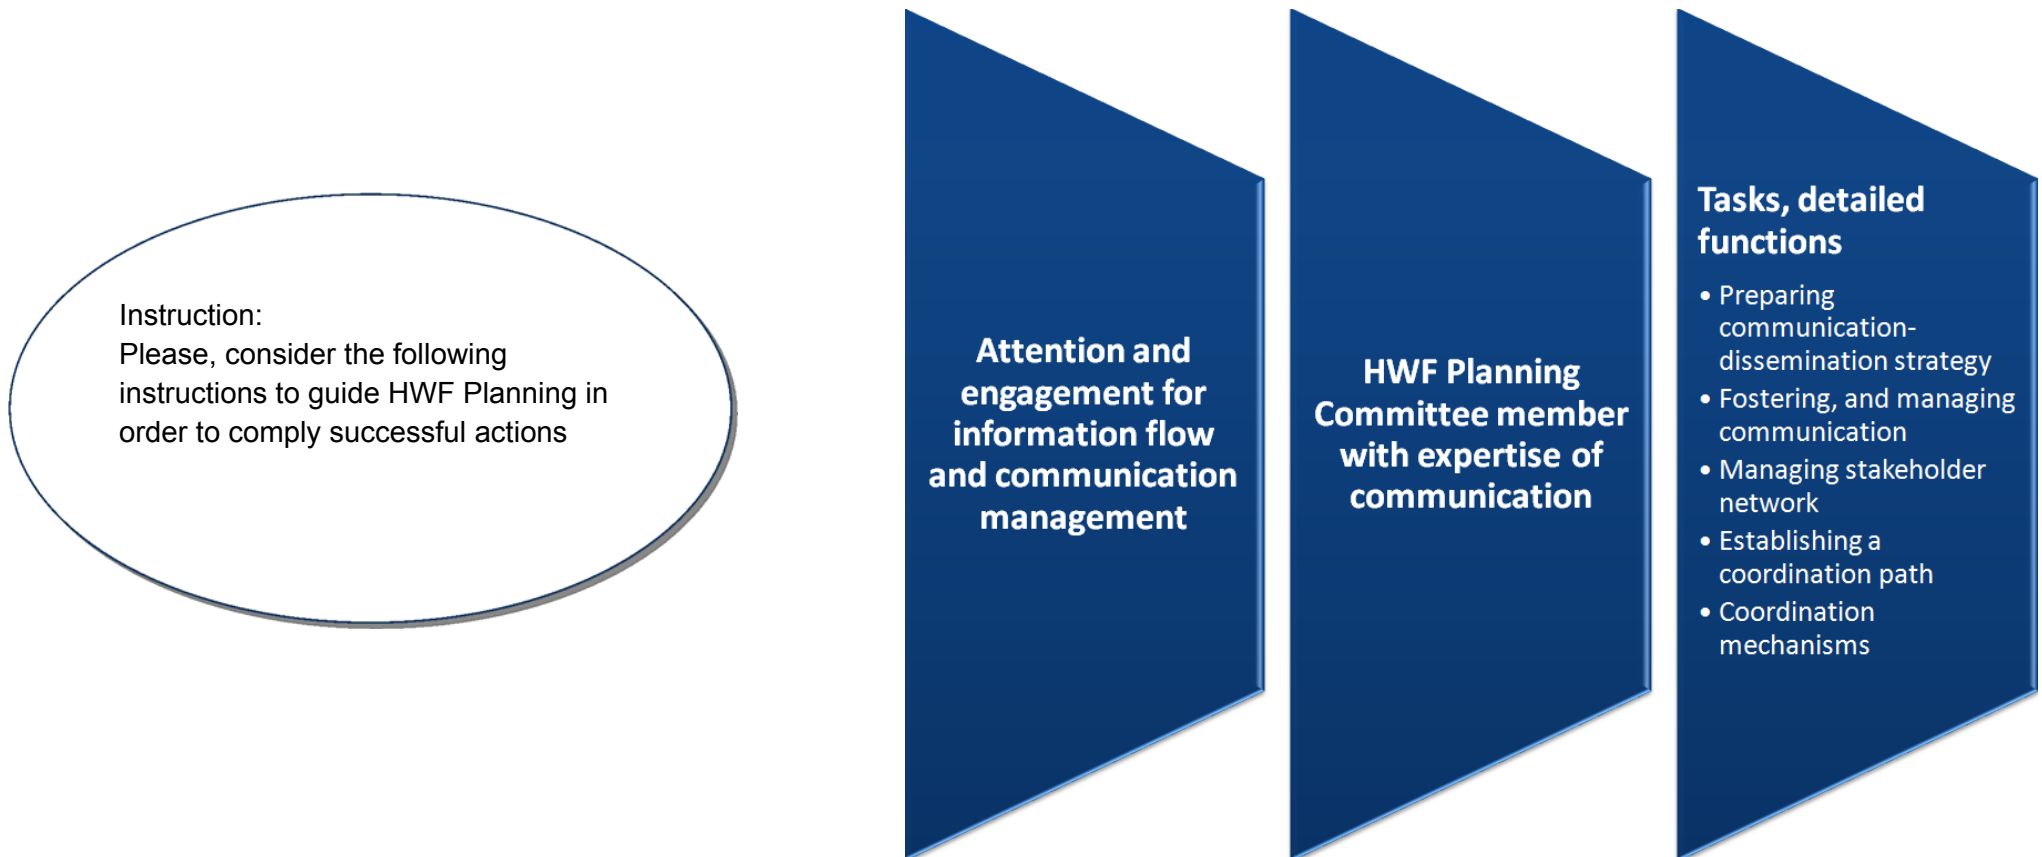 Instruction:
Please, consider the following
instructions to guide HWF Planning in
order to comply successful actions
Attention and
engagement for
information flow
and communication
management
HWF Planning
Committee member
with expertise of
communication
Tasks, detailed
functions
• Preparing
communication-
dissemination strategy
• Fostering, and managing
communication
• Managing stakeholder
network
• Establishing a
coordination path
• Coordination
mechanisms